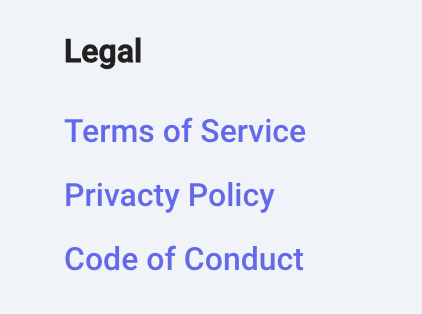 Legal
Terms of Service
Privacty Policy
Code of Conduct